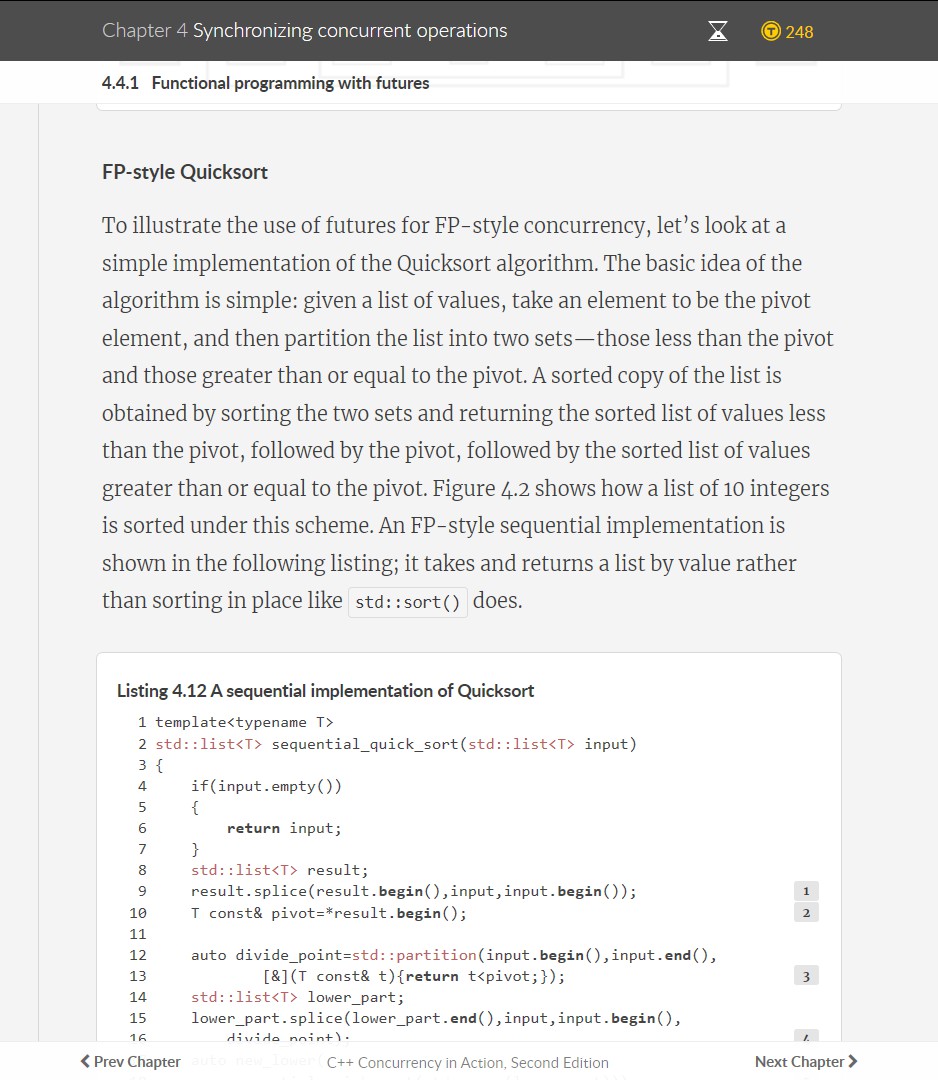 Chapter 4 Synchronizing concurrent operations
248
4.4.1 Functional programming with futures
FP-style Quicksort
To illustrate the use of futures for FP-style concurrency, let’s look at a
simple implementation of the Quicksort algorithm. The basic idea of the
algorithm is simple: given a list of values, take an element to be the pivot
element, and then partition the list into two sets—those less than the pivot
and those greater than or equal to the pivot. A sorted copy of the list is
obtained by sorting the two sets and returning the sorted list of values less
than the pivot, followed by the pivot, followed by the sorted list of values
greater than or equal to the pivot. Figure 4.2 shows how a list of 10 integers
is sorted under this scheme. An FP-style sequential implementation is
shown in the following listing; it takes and returns a list by value rather
than sorting in place like std::sort() does.
Listing 4.12 A sequential implementation of Quicksort
1 template<typename T>
2 std::list<T> sequential_quick_sort(std::list<T> input)
3 {
4     if(input.empty())
5     {
6         return input;
7     }
8     std::list<T> result;
9     result.splice(result.begin(),input,input.begin()); 1
10     T const& pivot=*result.begin(); 2
11
12     auto divide_point=std::partition(input.begin(),input.end(),
13             [&](T const& t){return t<pivot;}); 3
14     std::list<T> lower_part;
15     lower_part.splice(lower_part.end(),input,input.begin(),
16         divide_point); 4
Prev Chapter C++ Concurrency in Action, Second Edition Next Chapter